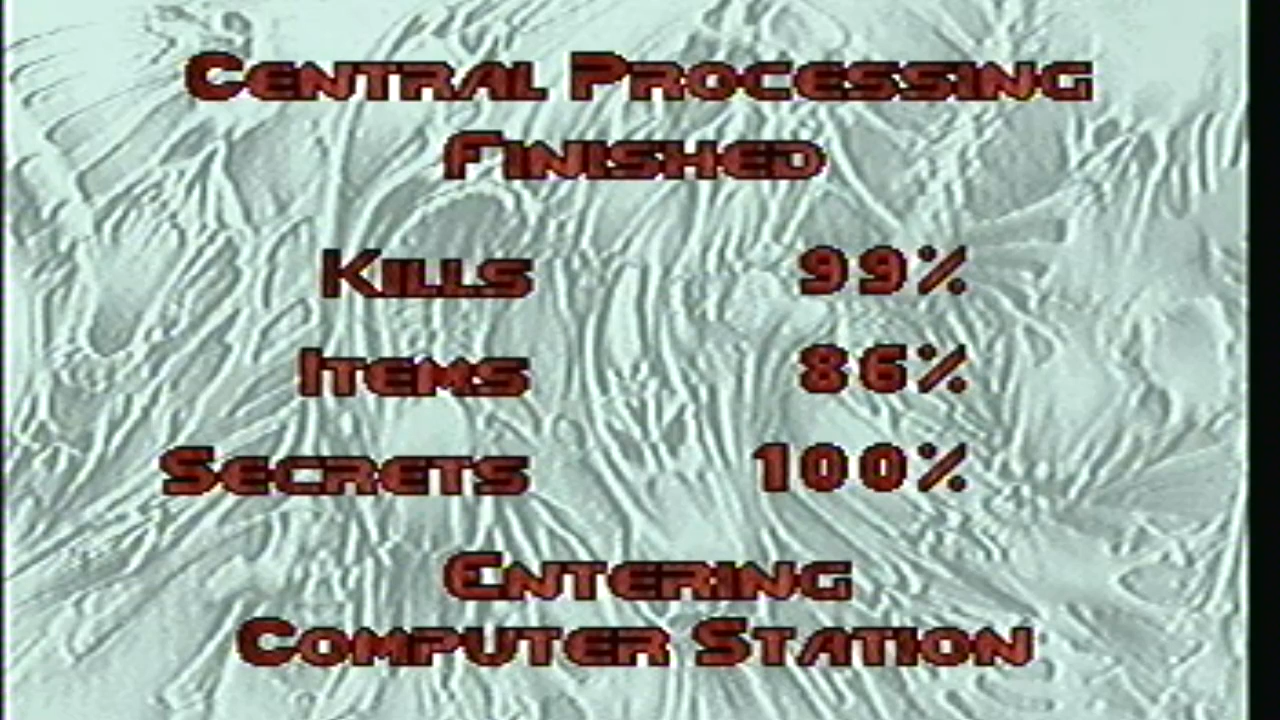 Central Processing
Finished
Kills 99%
Items 86%
Secrets 100%
Entering
Computer Station